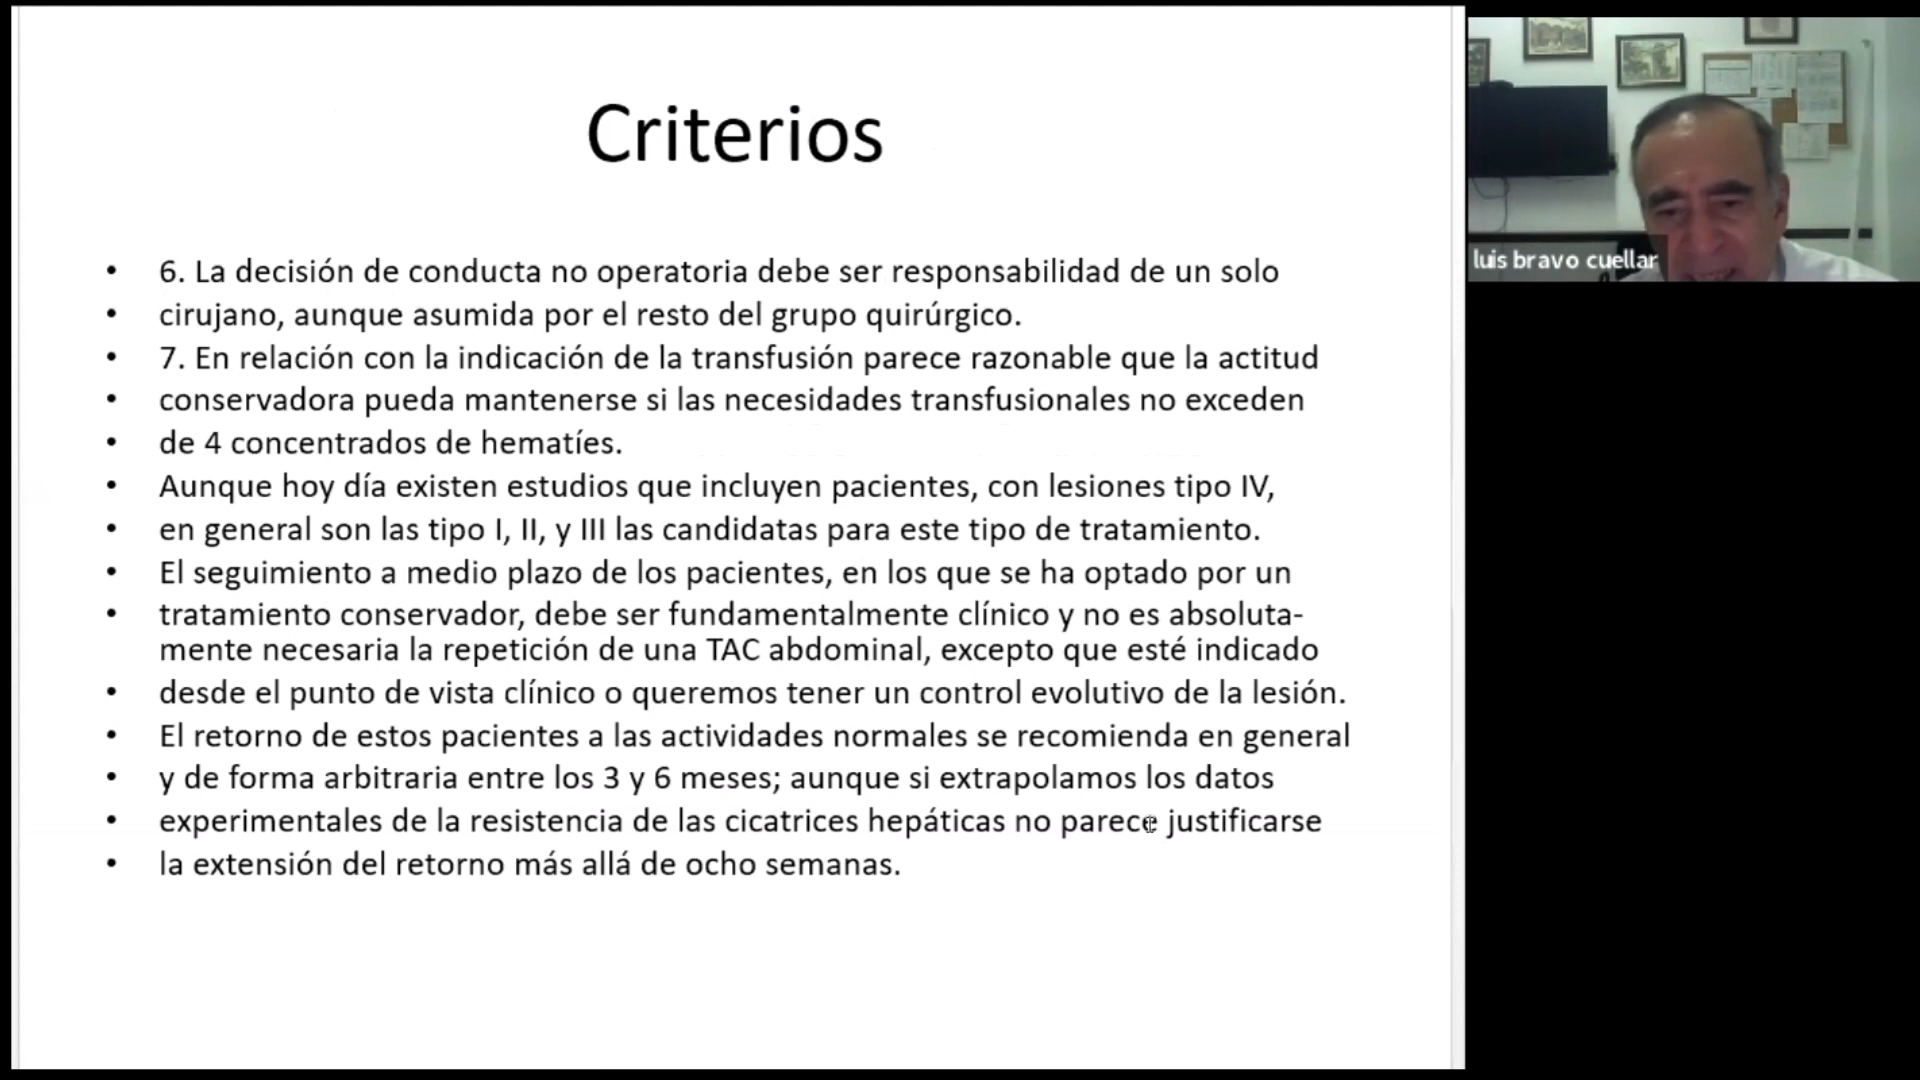 Criterios
• 6. La decisión de conducta no operatoria debe ser responsabilidad de un solo
• cirujano, aunque asumida por el resto del grupo quirúrgico.
• 7. En relación con la indicación de la transfusión parece razonable que la actitud
• conservadora pueda mantenerse si las necesidades transfusionales no exceden
• de 4 concentrados de hematíes.
• Aunque hoy día existen estudios que incluyen pacientes, con lesiones tipo IV,
• en general son las tipo I, II, y III las candidatas para este tipo de tratamiento.
• El seguimiento a medio plazo de los pacientes, en los que se ha optado por un
• tratamiento conservador, debe ser fundamentalmente clínico y no es absoluta-
mente necesaria la repetición de una TAC abdominal, excepto que esté indicado
• desde el punto de vista clínico o queremos tener un control evolutivo de la lesión.
• El retorno de estos pacientes a las actividades normales se recomienda en general
• y de forma arbitraria entre los 3 y 6 meses; aunque si extrapolamos los datos
• experimentales de la resistencia de las cicatrices hepáticas no parece justificarse
• la extensión del retorno más allá de ocho semanas.
luis bravo cuellar